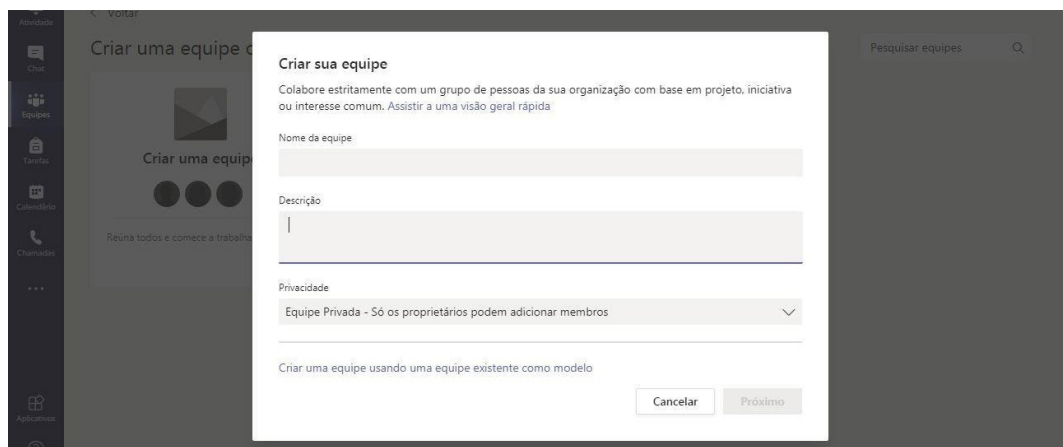 Atividade
< Voltar
Chat
Criar uma equipe
Pesquisar equipes
Equipes
Tarefas
Calendário
Chamadas
Aplicativos
Criar uma equipe
Reúna todos e comece a
Criar sua equipe
Colabore estritamente com um grupo de pessoas da sua organização com base em projeto, iniciativa
ou interesse comum. Assistir a uma visão geral rápida
Nome da equipe
Descrição
Privacidade
Equipe Privada - Só os proprietários podem adicionar membros
Criar uma equipe usando uma equipe existente como modelo
Cancelar
Próximo